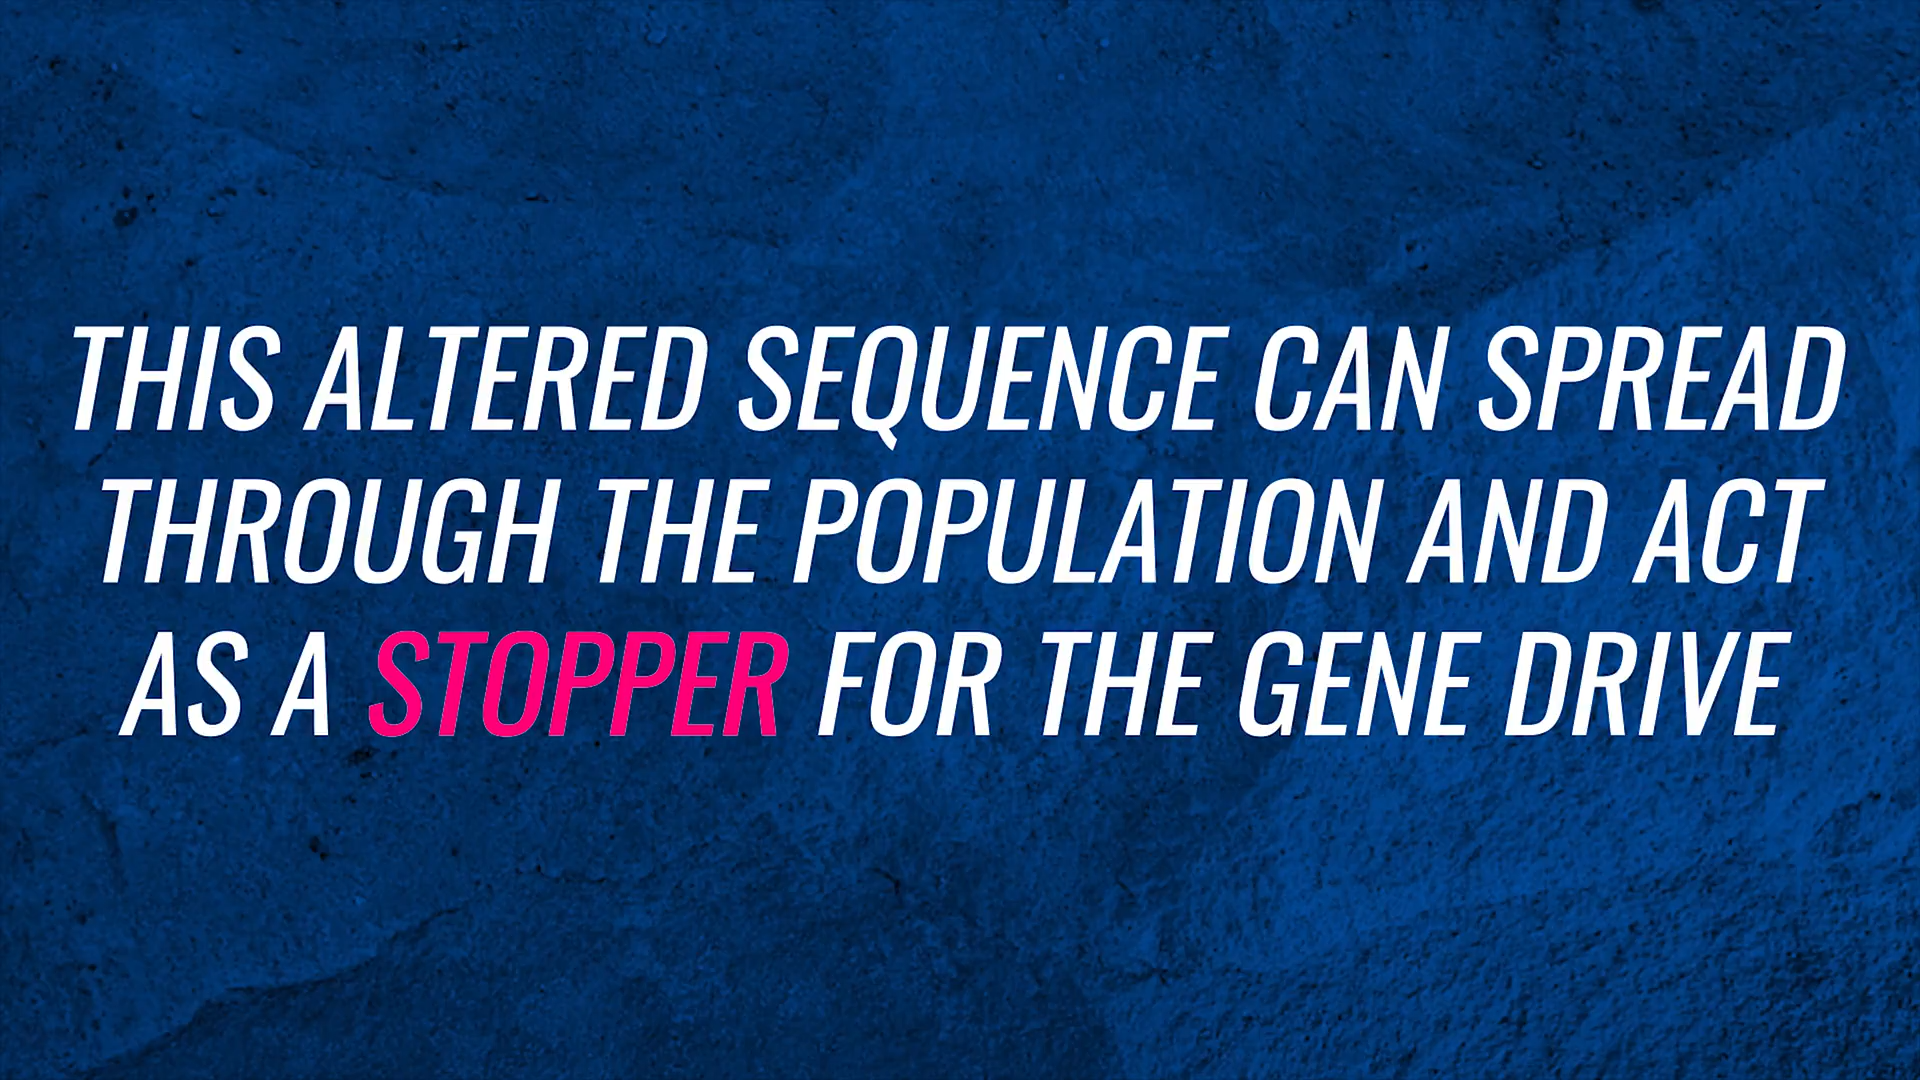 THIS ALTERED SEQUENCE CAN SPREAD
THROUGH THE POPULATION AND ACT
AS A STOPPER FOR THE GENE DRIVE